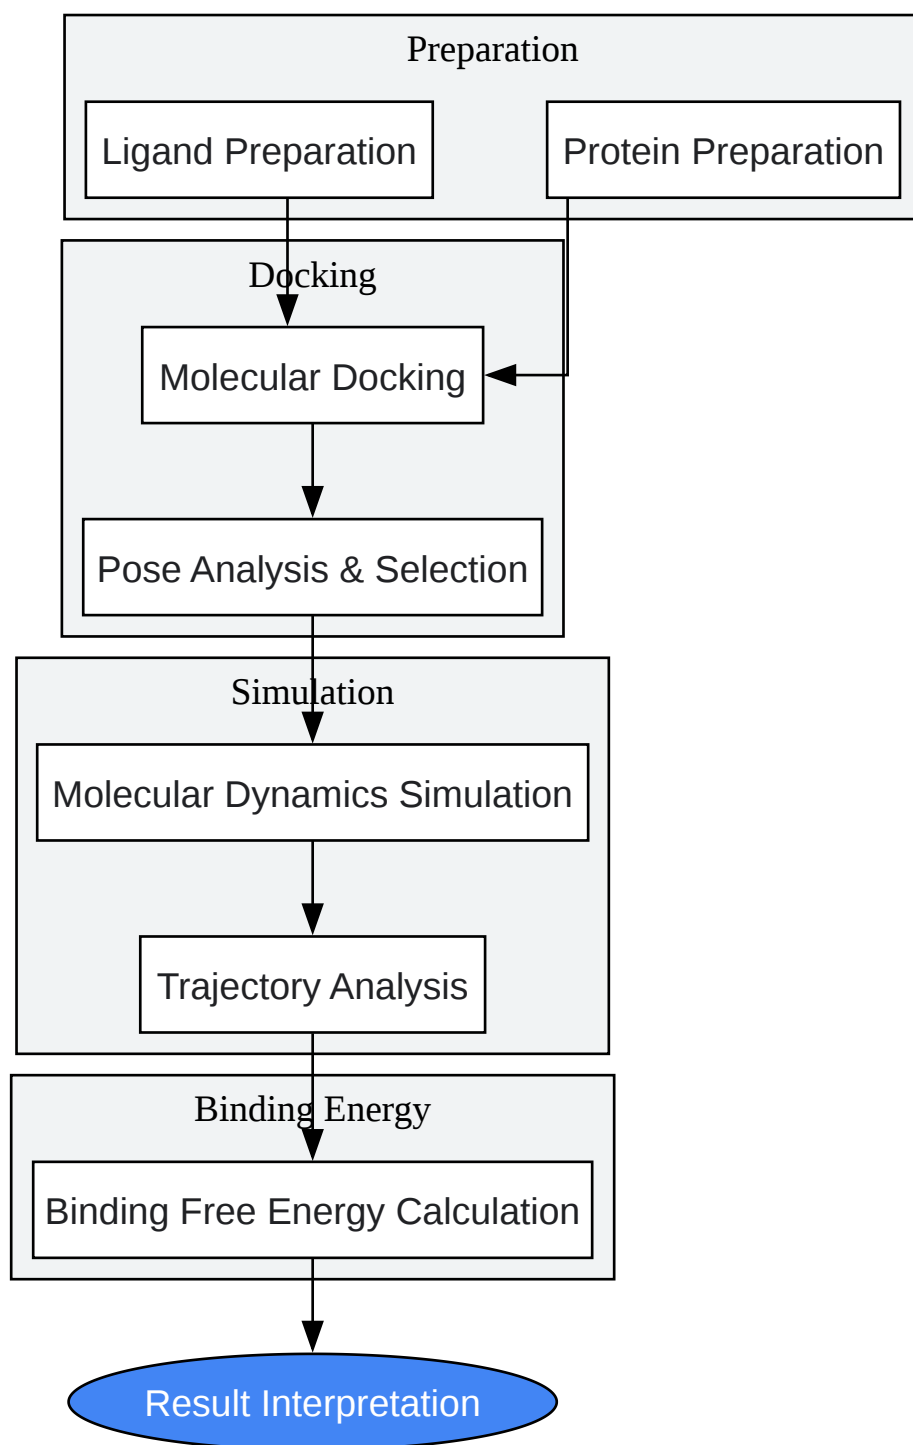 Preparation
Ligand Preparation
Protein Preparation
Docking
Molecular Docking
Pose Analysis & Selection
Simulation
Molecular Dynamics Simulation
Trajectory Analysis
Binding Energy
Binding Free Energy Calculation
Result Interpretation